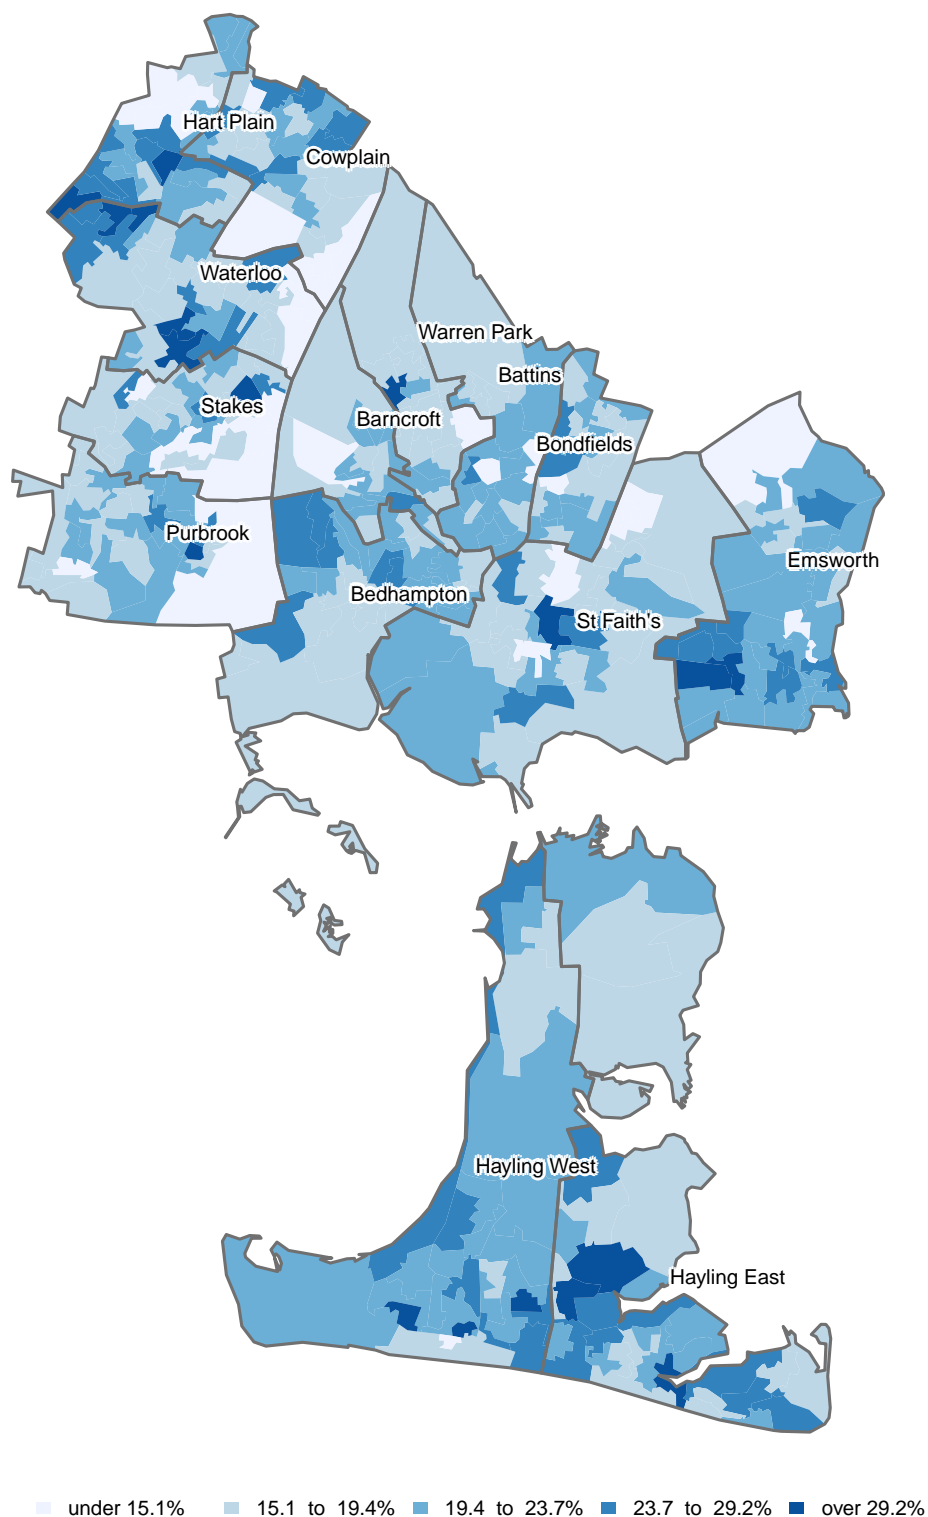 Hart Plain
Cowplain
Waterloo
Warren Park
Battins
Stakes
Barncroft
Bondfields
Purbrook
Emsworth
Bedhampton
St Faith's
Hayling West
Hayling East
under 15.1% 15.1 to 19.4% 19.4 to 23.7% 23.7 to 29.2% over 29.2%